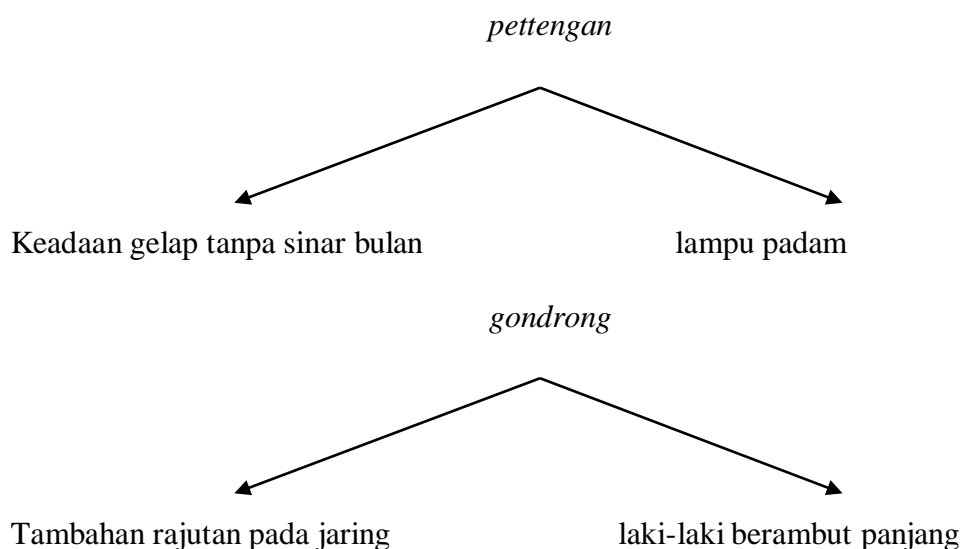 pettengan
Keadaan gelap tanpa sinar bulan lampu padam
gondrong
Tambahan rajutan pada jaring laki-laki berambut panjang